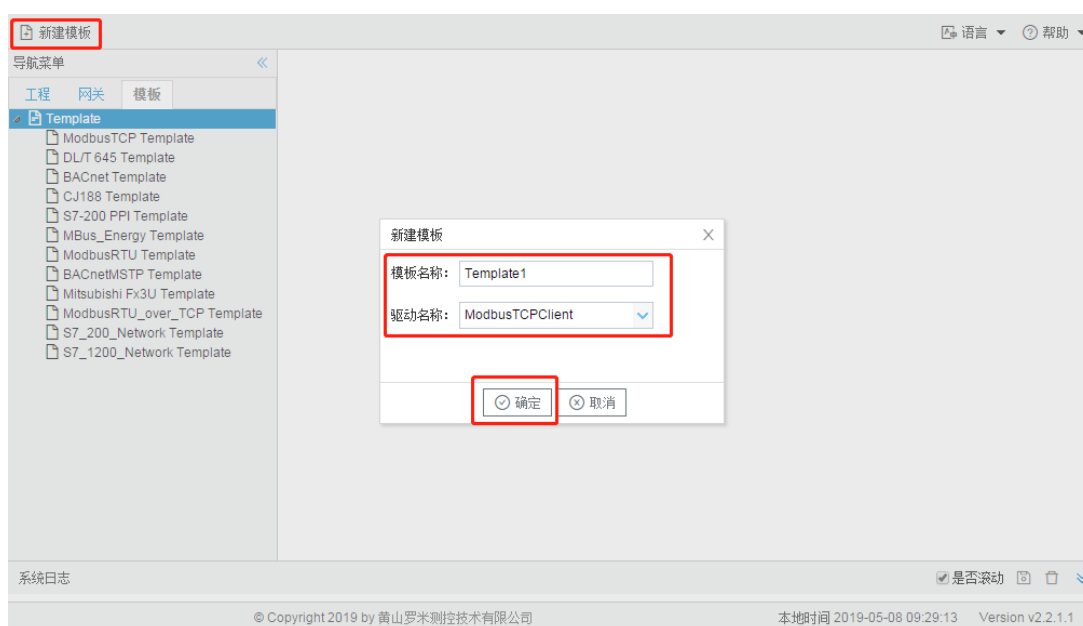 新建模板
语言
帮助
导航菜单
工程 网关 模板
Template
ModbusTCP Template
DL/T 645 Template
BACnet Template
CJ188 Template
S7-200 PPI Template
MBus_Energy Template
ModbusRTU Template
BACnetMSTP Template
Mitsubishi Fx3U Template
ModbusRTU_over_TCP Template
S7_200_Network Template
S7_1200_Network Template
新建模板
模板名称: Template1
驱动名称: ModbusTCPClient
确定 取消
系统日志
是否滚动
© Copyright 2019 by 黄山罗米测控技术有限公司
本地时间 2019-05-08 09:29:13 Version v2.2.1.1